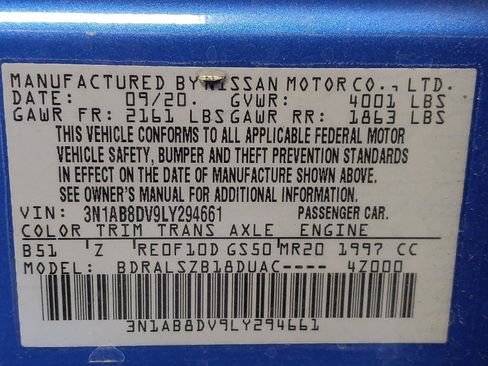 MANUFACTURED BY NISSAN MOTOR CO., LTD.
DATE: 09/20. GVWR: 4001 LBS
GAWR FR: 2161 LBS GAWR RR: 1863 LBS
THIS VEHICLE CONFORMS TO ALL APPLICABLE FEDERAL MOTOR
VEHICLE SAFETY, BUMPER AND THEFT PREVENTION STANDARDS
IN EFFECT ON THE DATE OF MANUFACTURE SHOWN ABOVE.
SEE OWNER'S MANUAL FOR ADDITIONAL INFORMATION.
VIN: 3N1AB8DV9LY294661 PASSENGER CAR.
COLOR TRIM TRANS AXLE ENGINE
B51 Z RE0F10D GS50 MR20 1997 CC
MODEL: BDRALSZB18DUAC---- 4Z000
3N1AB8DV9LY294661